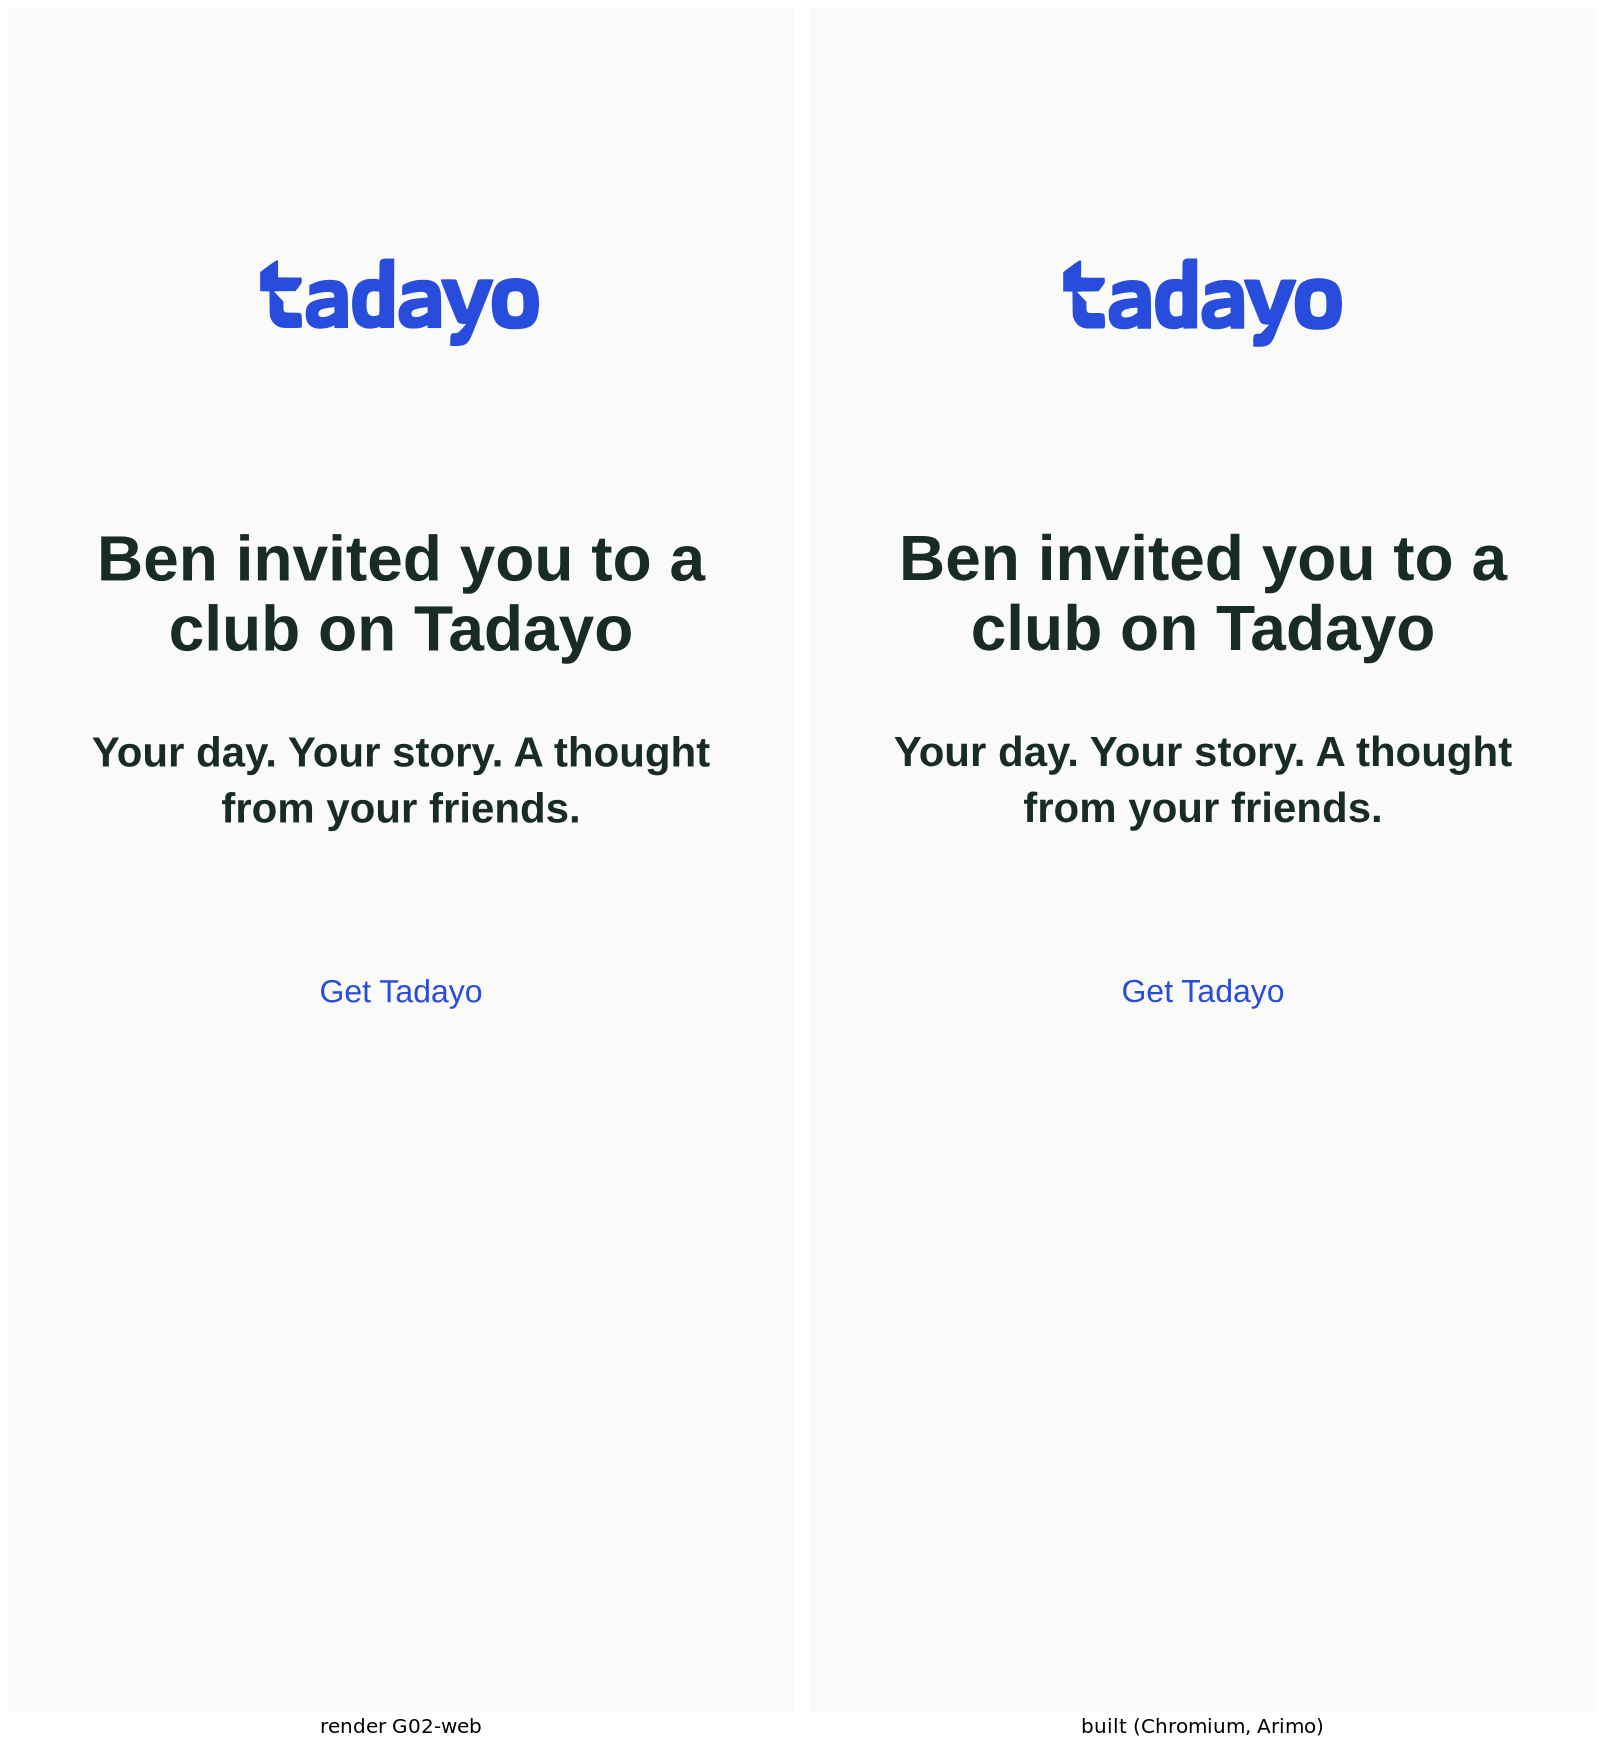 tadayo
Ben invited you to a
club on Tadayo
Your day. Your story. A thought
from your friends.
Get Tadayo
render G02-web
tadayo
Ben invited you to a
club on Tadayo
Your day. Your story. A thought
from your friends.
Get Tadayo
built (Chromium, Arimo)